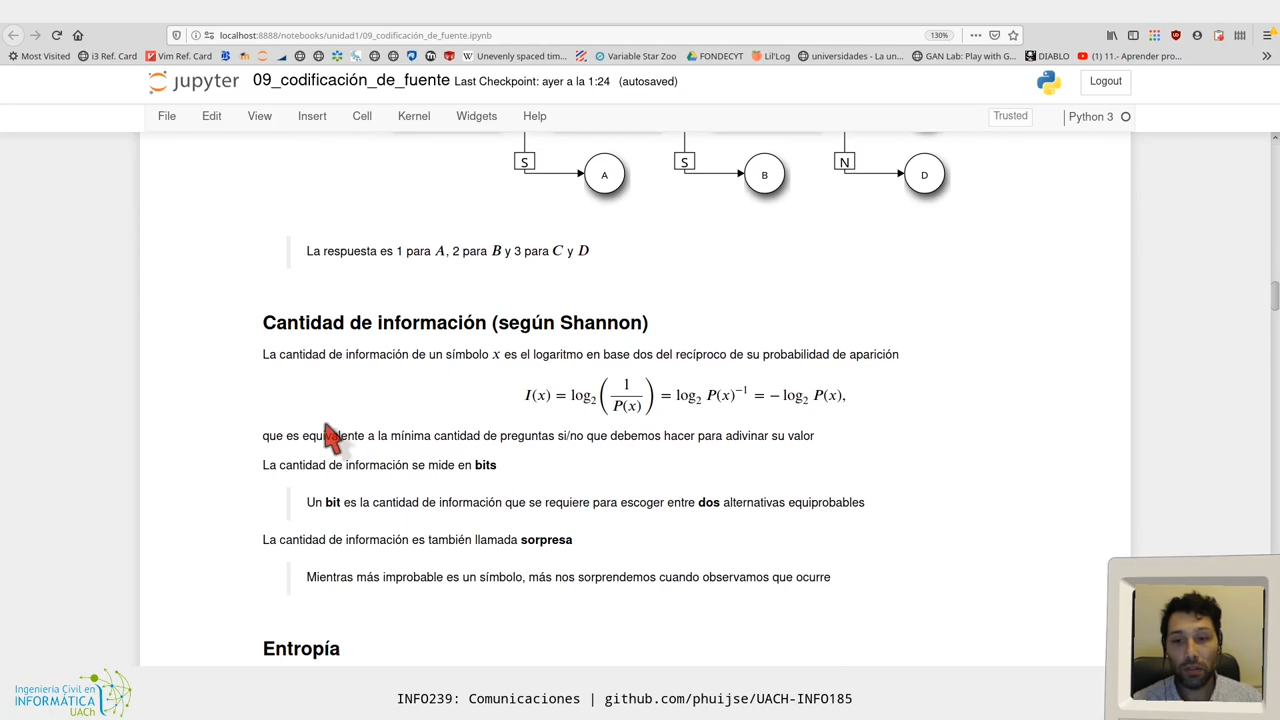 localhost:8888/notebooks/unidad1/09_codificación_de_fuente.ipynb
130%
Most Visited
i3 Ref. Card
Vim Ref. Card
Unevenly spaced tim...
Variable Star Zoo
FONDECYT
Lil'Log
universidades - La un...
GAN Lab: Play with G...
DIABLO
(1) 11.- Aprender pro...
jupyter 09_codificación_de_fuente Last Checkpoint: ayer a la 1:24 (autosaved)
Logout
File Edit View Insert Cell Kernel Widgets Help
Trusted
Python 3
S A S B N D
La respuesta es 1 para A, 2 para B y 3 para C y D
Cantidad de información (según Shannon)
La cantidad de información de un símbolo x es el logaritmo en base dos del recíproco de su probabilidad de aparición
I(x) = log₂ (1/P(x)) = log₂ P(x)⁻¹ = − log₂ P(x),
que es equivalente a la mínima cantidad de preguntas si/no que debemos hacer para adivinar su valor
La cantidad de información se mide en bits
Un bit es la cantidad de información que se requiere para escoger entre dos alternativas equiprobables
La cantidad de información es también llamada sorpresa
Mientras más improbable es un símbolo, más nos sorprendemos cuando observamos que ocurre
Entropía
Ingeniería Civil en
INFORMÁTICA
UACh
INFO239: Comunicaciones | github.com/phuijse/UACH-INFO185